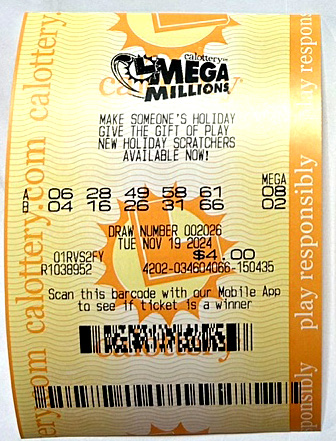 calottery
MEGA
MILLIONS
MAKE SOMEONE'S HOLIDAY
GIVE THE GIFT OF PLAY
NEW HOLIDAY SCRATCHERS
AVAILABLE NOW!
MEGA
A 06 28 49 58 61 08
B 04 16 26 31 66 02
DRAW NUMBER 002026
TUE NOV 19 2024
01RVS2FY $4.00
R1038952 4202-034604066-150435
Scan this barcode with our Mobile App
to see if ticket is a winner
calottery.com calottery.com
play responsibly